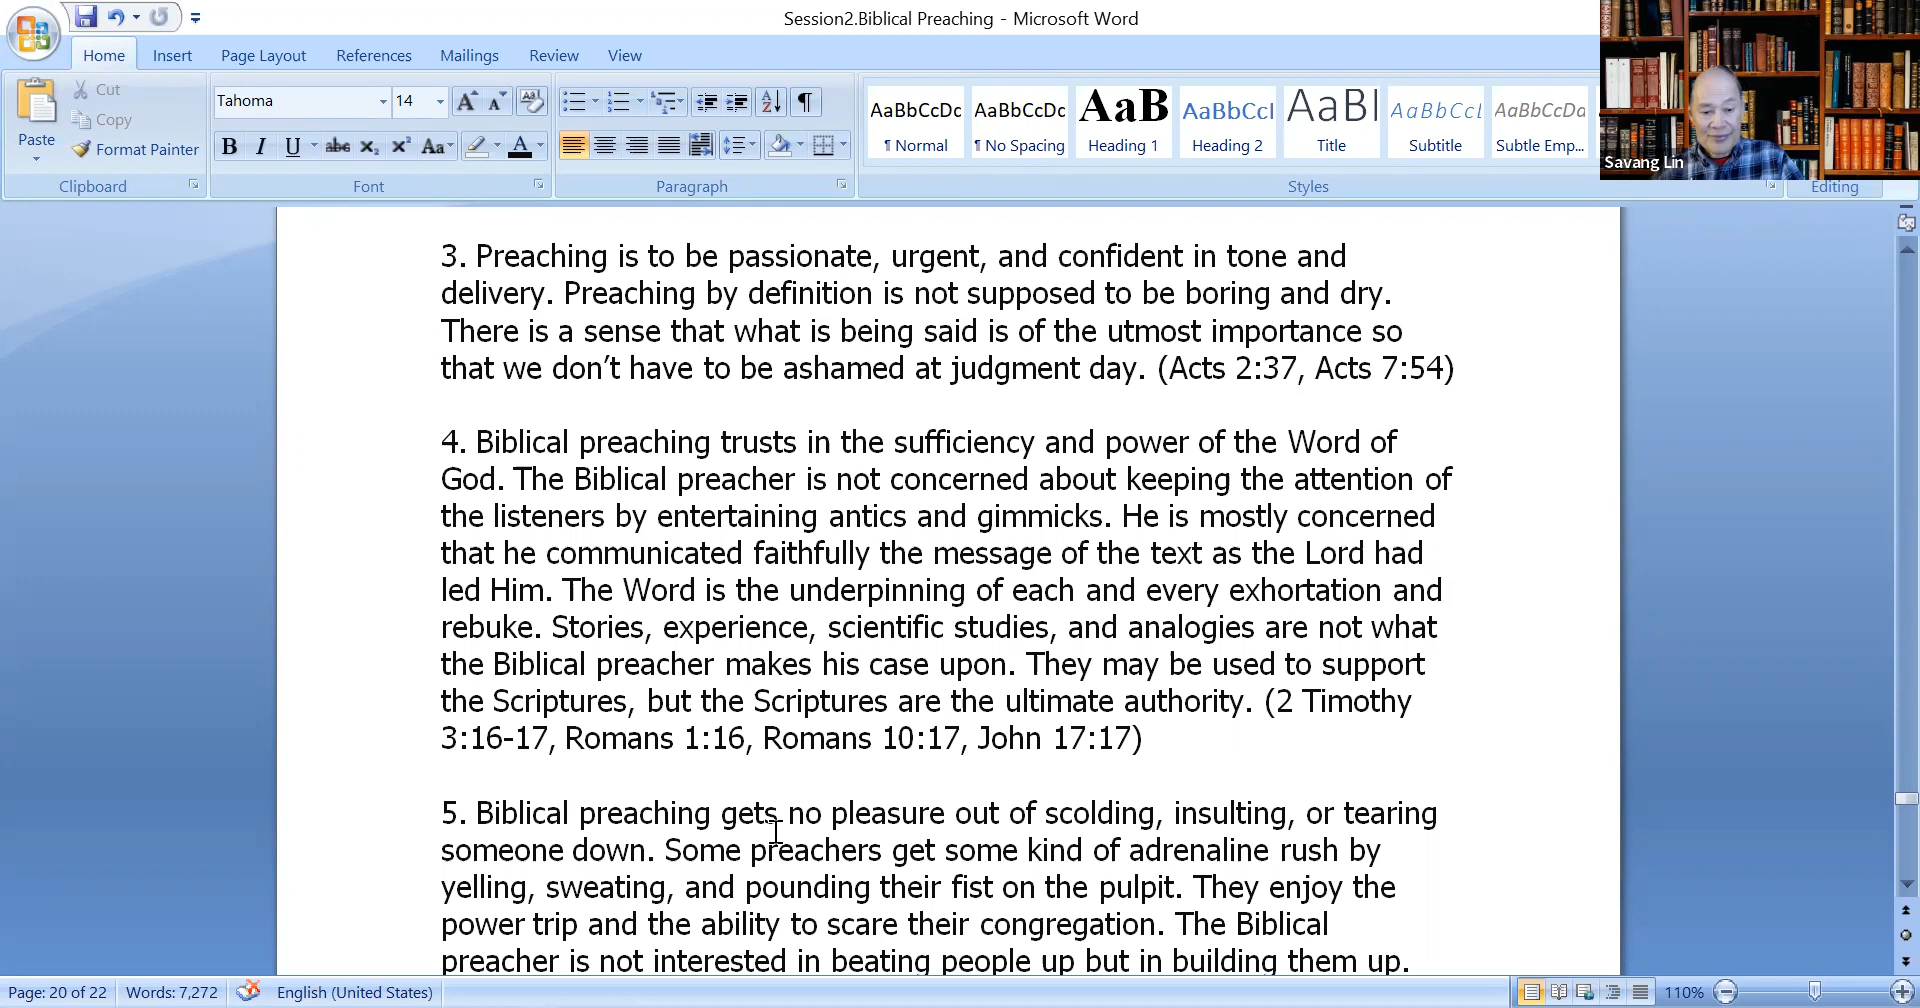 Session2.Biblical Preaching - Microsoft Word
Home Insert Page Layout References Mailings Review View
Paste
Cut
Copy
Format Painter
Clipboard
Tahoma 14
Font
Paragraph
AaBbCcDc AaBbCcDc AaB AaBbCcI AaBl AaBbCcL AaBbCcDa
¶ Normal ¶ No Spacing Heading 1 Heading 2 Title Subtitle Subtle Emp...
Styles
Editing
Savang Lin
3. Preaching is to be passionate, urgent, and confident in tone and
delivery. Preaching by definition is not supposed to be boring and dry.
There is a sense that what is being said is of the utmost importance so
that we don’t have to be ashamed at judgment day. (Acts 2:37, Acts 7:54)
4. Biblical preaching trusts in the sufficiency and power of the Word of
God. The Biblical preacher is not concerned about keeping the attention of
the listeners by entertaining antics and gimmicks. He is mostly concerned
that he communicated faithfully the message of the text as the Lord had
led Him. The Word is the underpinning of each and every exhortation and
rebuke. Stories, experience, scientific studies, and analogies are not what
the Biblical preacher makes his case upon. They may be used to support
the Scriptures, but the Scriptures are the ultimate authority. (2 Timothy
3:16-17, Romans 1:16, Romans 10:17, John 17:17)
5. Biblical preaching gets no pleasure out of scolding, insulting, or tearing
someone down. Some preachers get some kind of adrenaline rush by
yelling, sweating, and pounding their fist on the pulpit. They enjoy the
power trip and the ability to scare their congregation. The Biblical
preacher is not interested in beating people up but in building them up.
Page: 20 of 22 Words: 7,272 English (United States) 110%